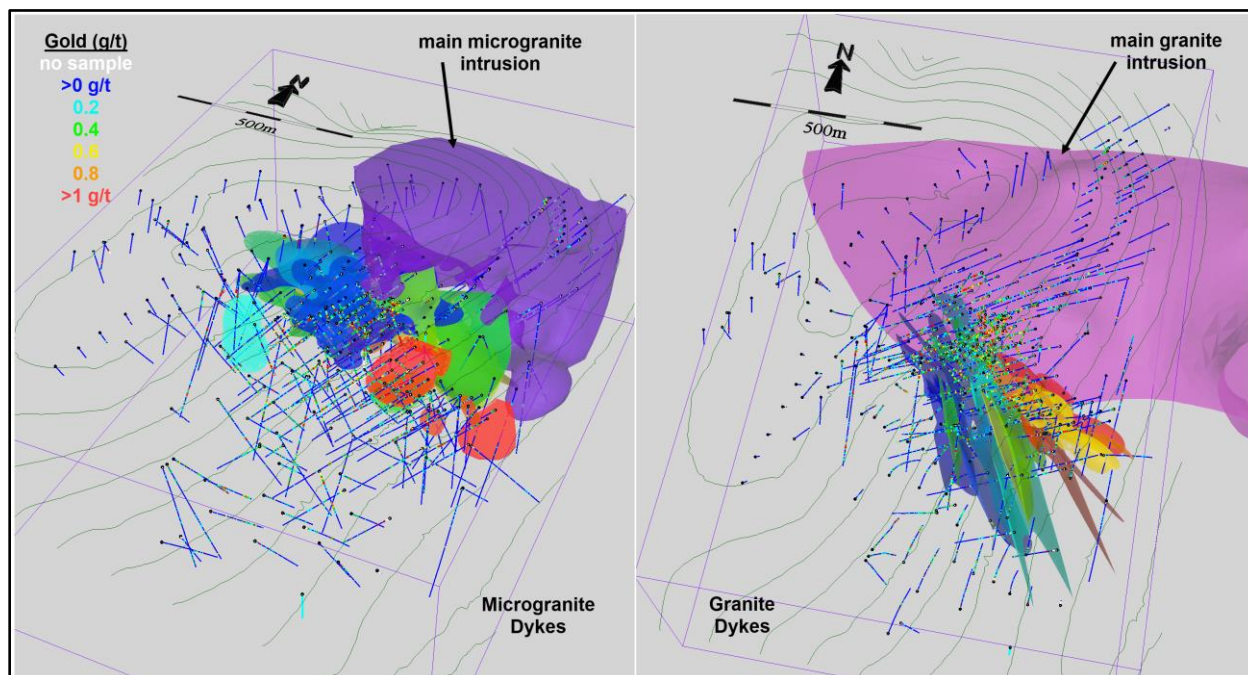 Gold (g/t)
no sample
>0 g/t
0.2
0.4
0.6
0.8
>1 g/t
N
500m
main microgranite
intrusion
Microgranite
Dykes
N
500m
main granite
intrusion
Granite
Dykes